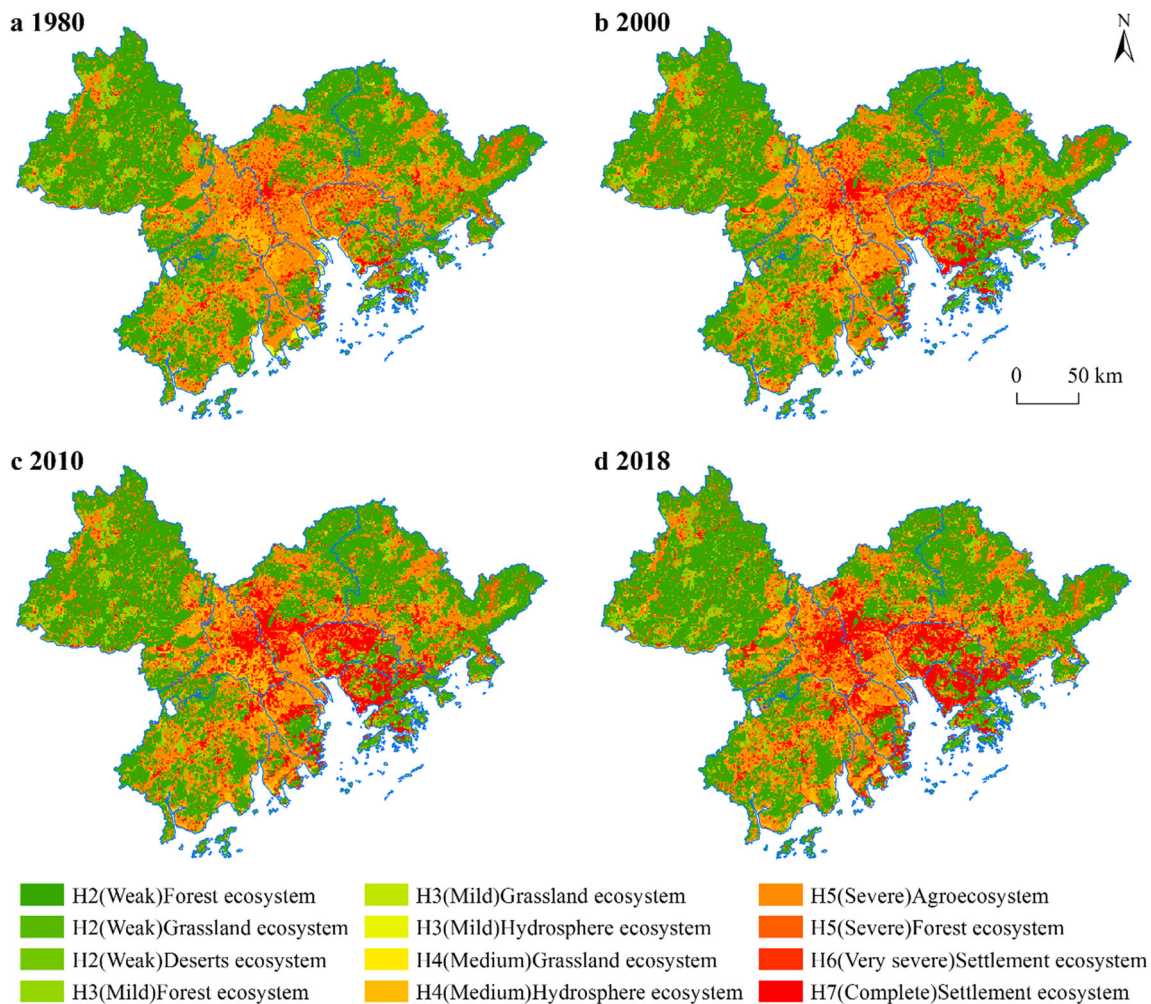 a 1980
b 2000
N
0 50 km
c 2010
d 2018
H2(Weak)Forest ecosystem
H2(Weak)Grassland ecosystem
H2(Weak)Deserts ecosystem
H3(Mild)Forest ecosystem
H3(Mild)Grassland ecosystem
H3(Mild)Hydrosphere ecosystem
H4(Medium)Grassland ecosystem
H4(Medium)Hydrosphere ecosystem
H5(Severe)Agroecosystem
H5(Severe)Forest ecosystem
H6(Very severe)Settlement ecosystem
H7(Complete)Settlement ecosystem